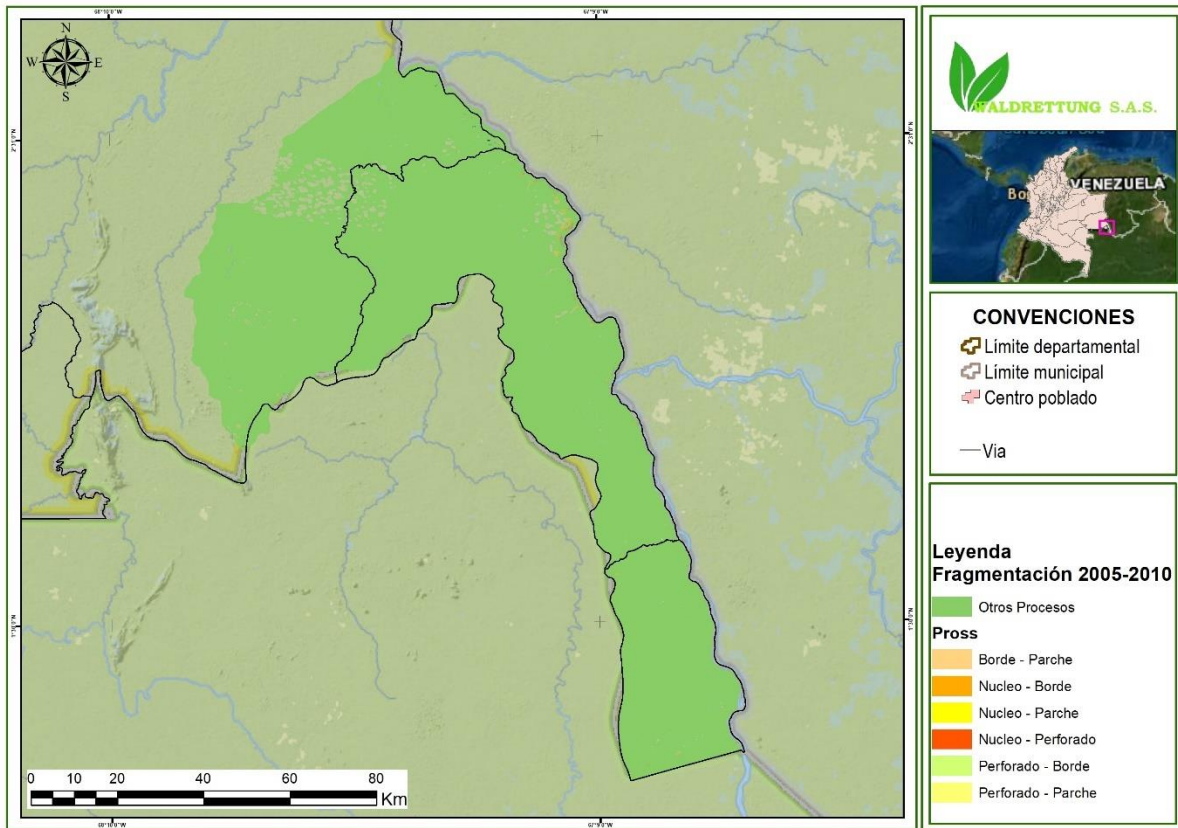 N
W E
S
0 10 20 40 60 80
Km
WALDRETTUNG S.A.S.
VENEZUELA
CONVENCIONES
Límite departamental
Límite municipal
Centro poblado
Via
Leyenda
Fragmentación 2005-2010
Otros Procesos
Pross
Borde - Parche
Nucleo - Borde
Nucleo - Parche
Nucleo - Perforado
Perforado - Borde
Perforado - Parche